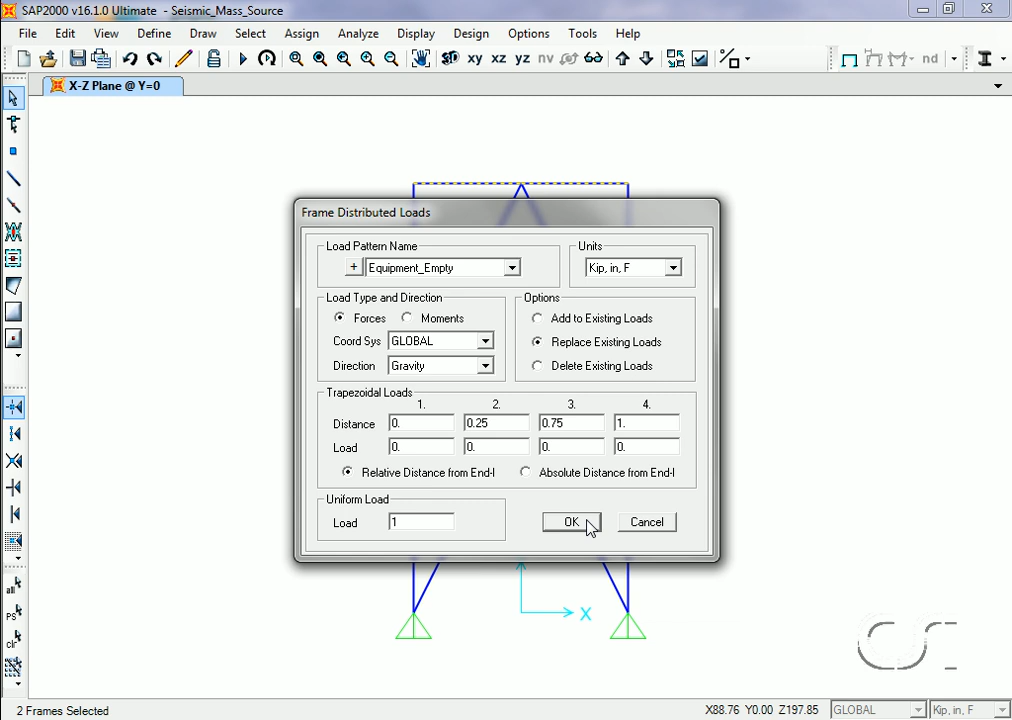 SAP2000 v16.1.0 Ultimate - Seismic_Mass_Source
File Edit View Define Draw Select Assign Analyze Display Design Options Tools Help
3D xy xz yz nv nd
X-Z Plane @ Y=0
Frame Distributed Loads
Load Pattern Name
+ Equipment_Empty
Units
Kip, in, F
Load Type and Direction
Forces Moments
Coord Sys GLOBAL
Direction Gravity
Options
Add to Existing Loads
Replace Existing Loads
Delete Existing Loads
Trapezoidal Loads
1. 2. 3. 4.
Distance 0. 0.25 0.75 1.
Load 0. 0. 0. 0.
Relative Distance from End-I Absolute Distance from End-I
Uniform Load
Load 1
OK Cancel
X
all
PS
clr
CSI
2 Frames Selected
X88.76 Y0.00 Z197.85
GLOBAL
Kip, in, F